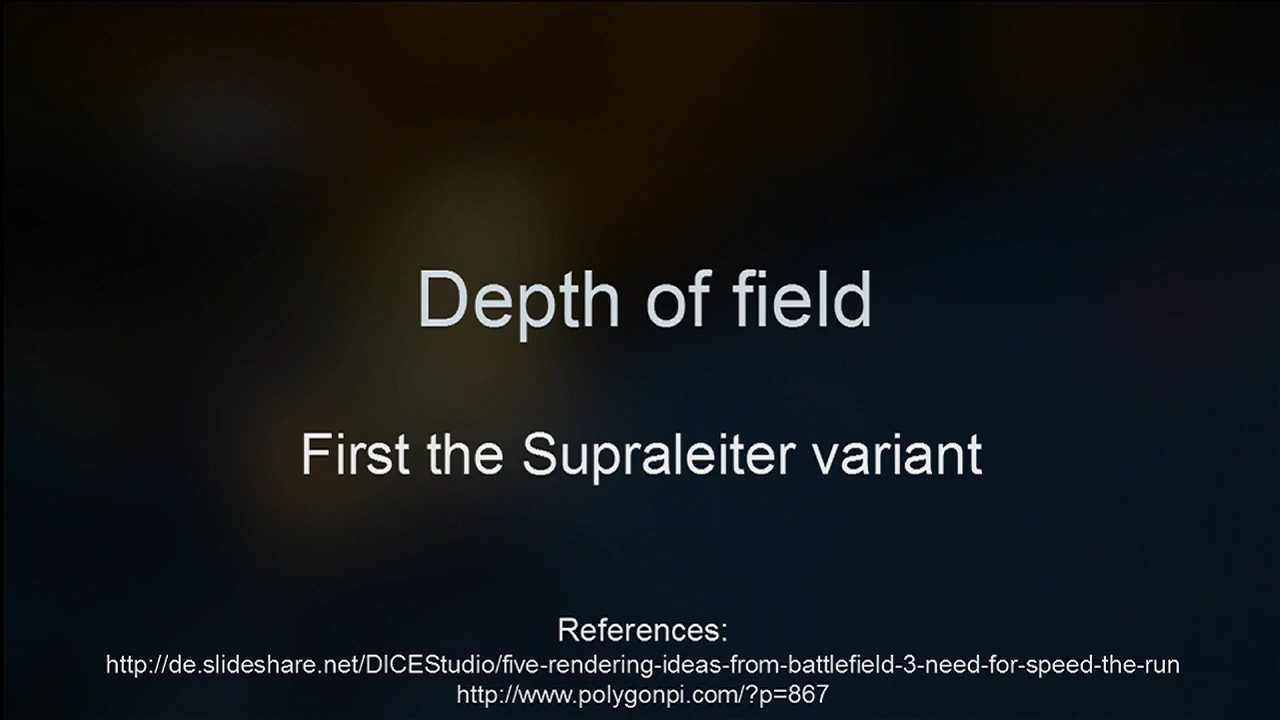 Depth of field
First the Supraleiter variant
References:
http://de.slideshare.net/DICEStudio/five-rendering-ideas-from-battlefield-3-need-for-speed-the-run
http://www.polygonpi.com/?p=867